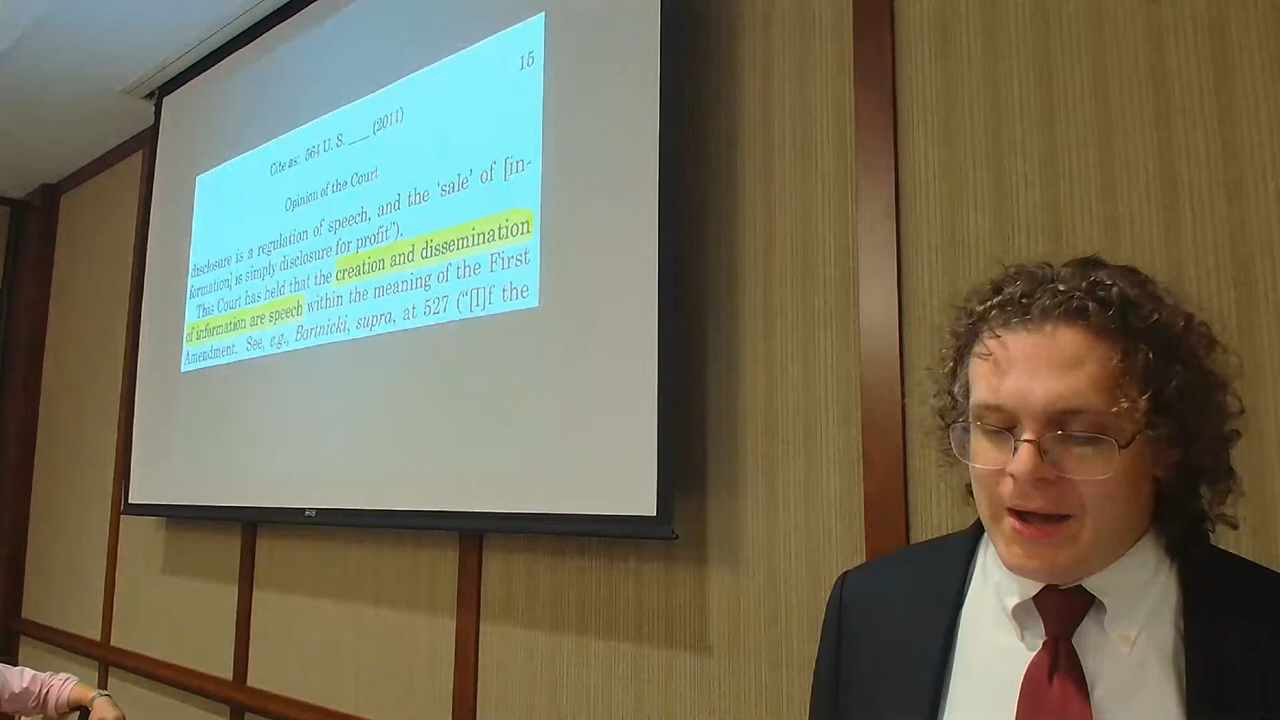 15
Cite as: 564 U. S. ___ (2011)
Opinion of the Court
disclosure is a regulation of speech, and the ‘sale’ of [in-
formation] is simply disclosure for profit”).
This Court has held that the creation and dissemination
of information are speech within the meaning of the First
Amendment. See, e.g., Bartnicki, supra, at 527 (“[I]f the